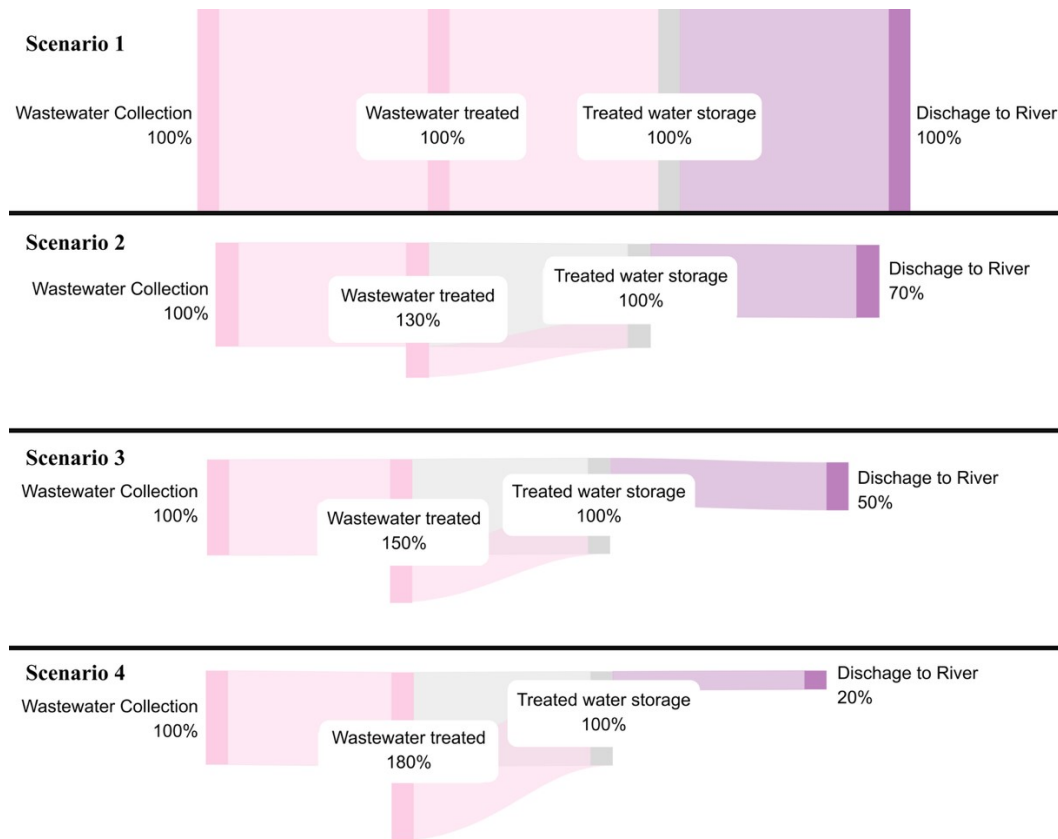 Scenario 1
Wastewater Collection
100%
Wastewater treated
100%
Treated water storage
100%
Dischage to River
100%
Scenario 2
Wastewater Collection
100%
Wastewater treated
130%
Treated water storage
100%
Dischage to River
70%
Scenario 3
Wastewater Collection
100%
Wastewater treated
150%
Treated water storage
100%
Dischage to River
50%
Scenario 4
Wastewater Collection
100%
Wastewater treated
180%
Treated water storage
100%
Dischage to River
20%